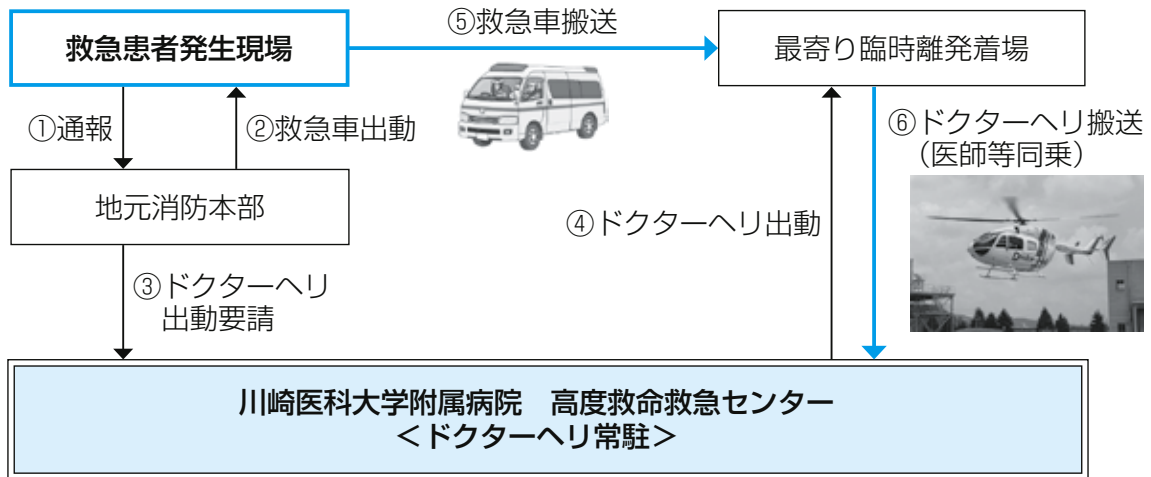 ⑤救急車搬送
救急患者発生現場
最寄り臨時離発着場
①通報
②救急車出動
⑥ドクターヘリ搬送
（医師等同乗）
地元消防本部
④ドクターヘリ出動
③ドクターヘリ
出動要請
川崎医科大学附属病院　高度救命救急センター
＜ドクターヘリ常駐＞